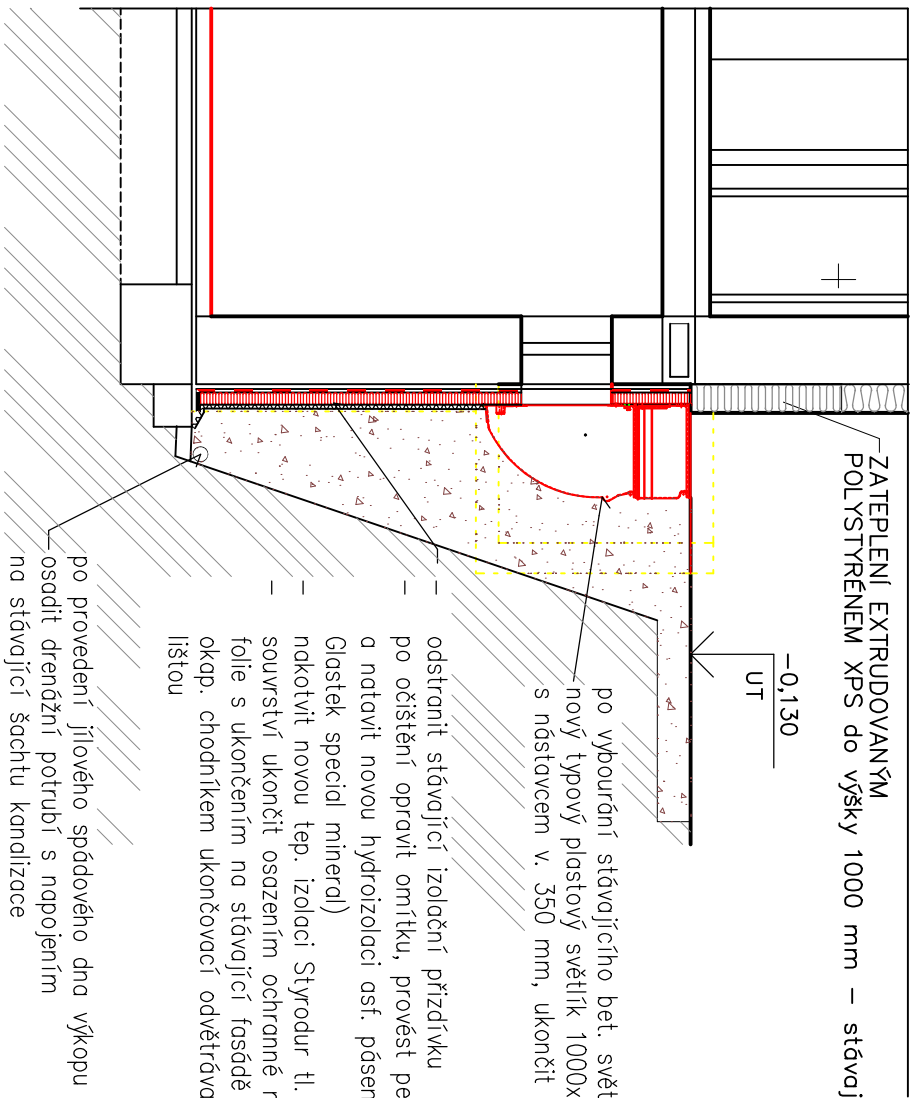 ZATEPLENÍ EXTRUDOVANÝM
POLYSTYRÉNEM XPS do výšky 1000 mm – stávaj
-0,130
UT
po vybourání stávajícího bet. svět
nový typový plastový světlík 1000x
s nástavcem v. 350 mm, ukončit
– odstranit stávající izolační přizdívku
– po očištění opravit omítku, provést pe
a natavit novou hydroizolaci asf. pásem
Glastek special mineral)
– nakotvit novou tep. izolaci Styrodur tl.
– souvrství ukončit osazením ochranné n
folie s ukončením na stávající fasádě
okap. chodníkem ukončovací odvětráva
lištou
po provedení jílového spádového dna výkopu
osadit drenážní potrubí s napojením
na stávající šachtu kanalizace